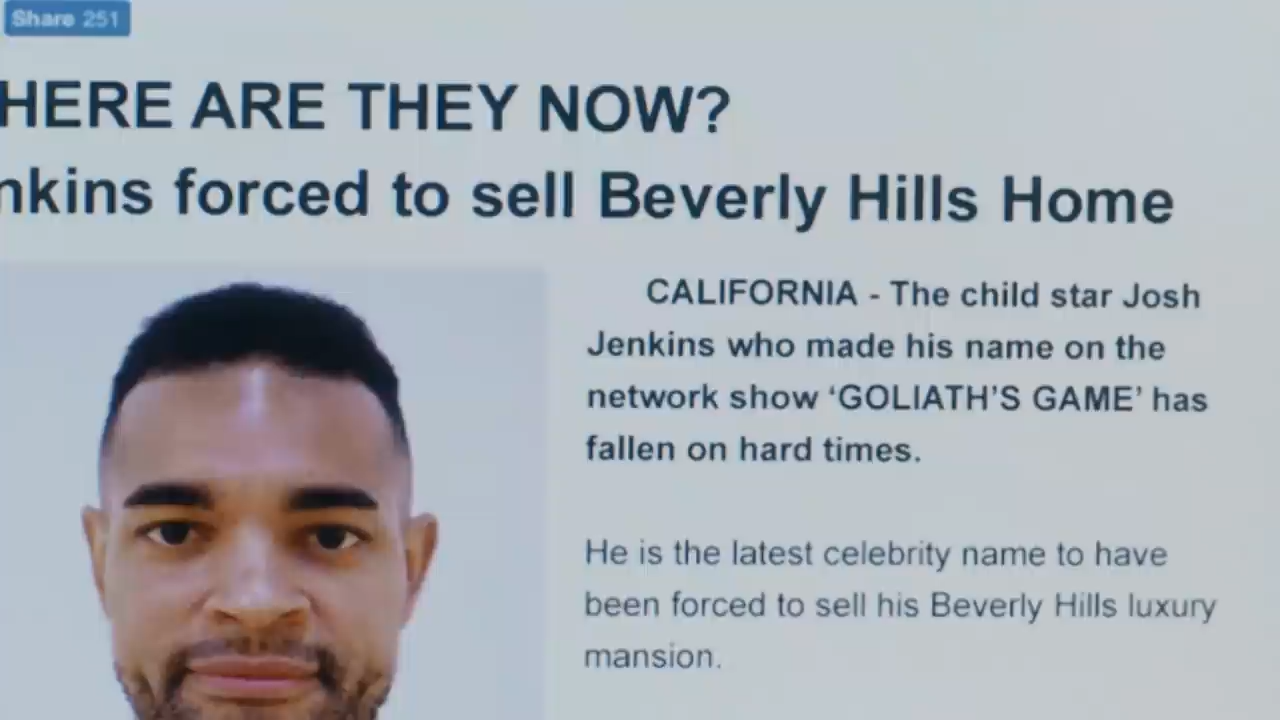 Share 251
HERE ARE THEY NOW?
nkins forced to sell Beverly Hills Home
CALIFORNIA - The child star Josh
Jenkins who made his name on the
network show ‘GOLIATH’S GAME’ has
fallen on hard times.
He is the latest celebrity name to have
been forced to sell his Beverly Hills luxury
mansion.